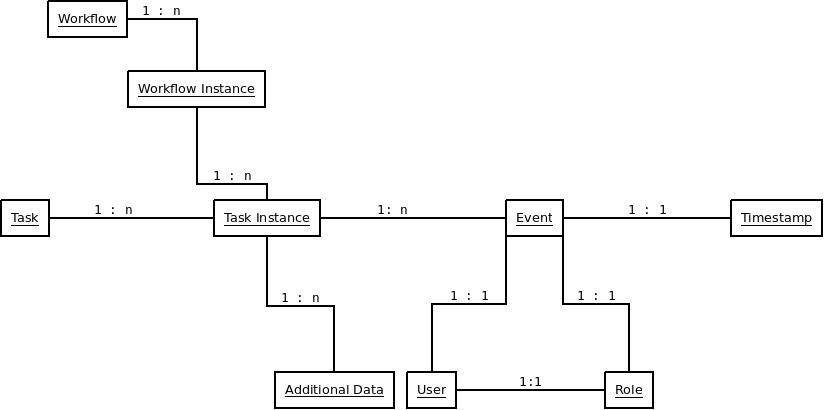 Workflow
1 : n
Workflow Instance
1 : n
Task
1 : n
Task Instance
1: n
Event
1 : 1
Timestamp
1 : n
1 : 1
1 : 1
Additional Data
User
1:1
Role